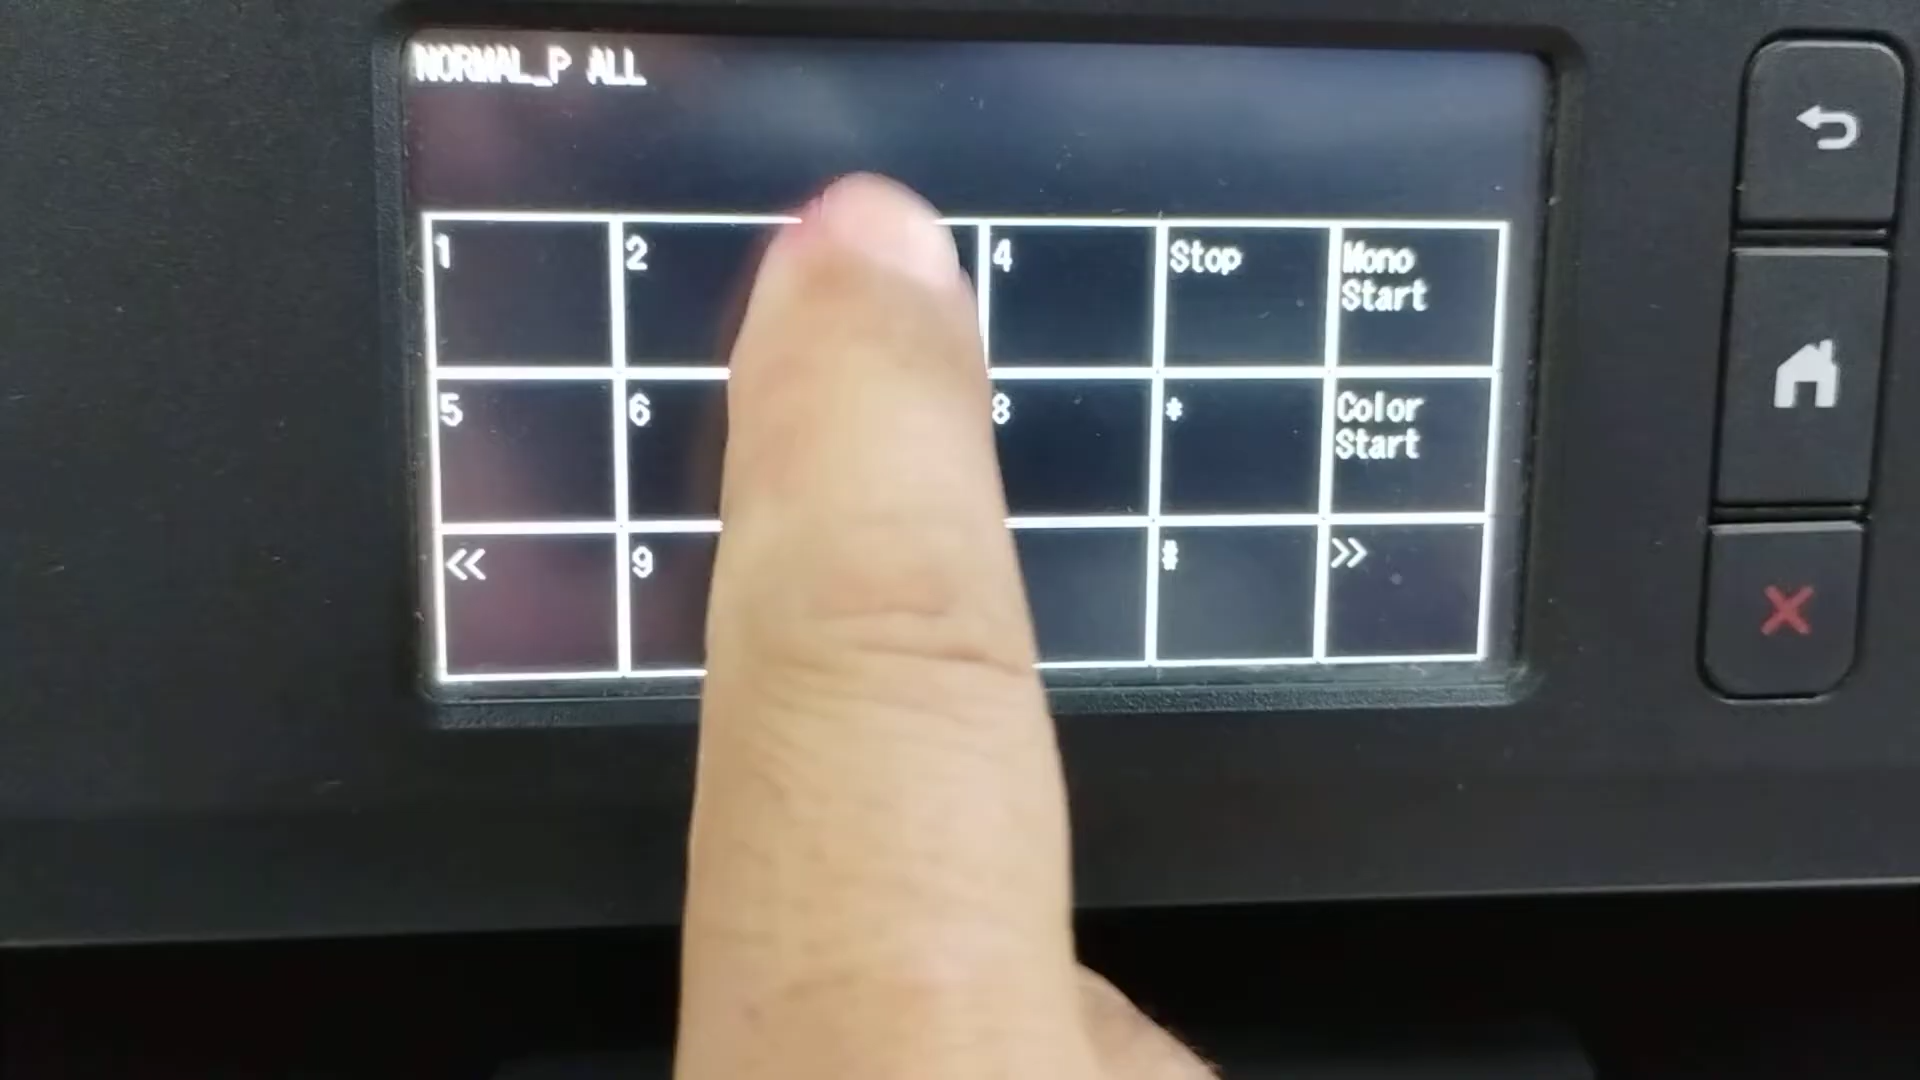 NORMAL_P ALL
1 2 4 Stop Mono
Start
5 6 8 * Color
Start
<< 9 # >>